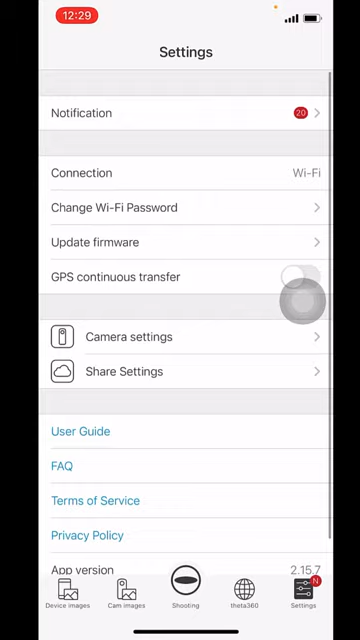 12:29
Settings
Notification 20
Connection Wi-Fi
Change Wi-Fi Password
Update firmware
GPS continuous transfer
Camera settings
Share Settings
User Guide
FAQ
Terms of Service
Privacy Policy
App version 2.15.7
N
Device images Cam images Shooting theta360 Settings